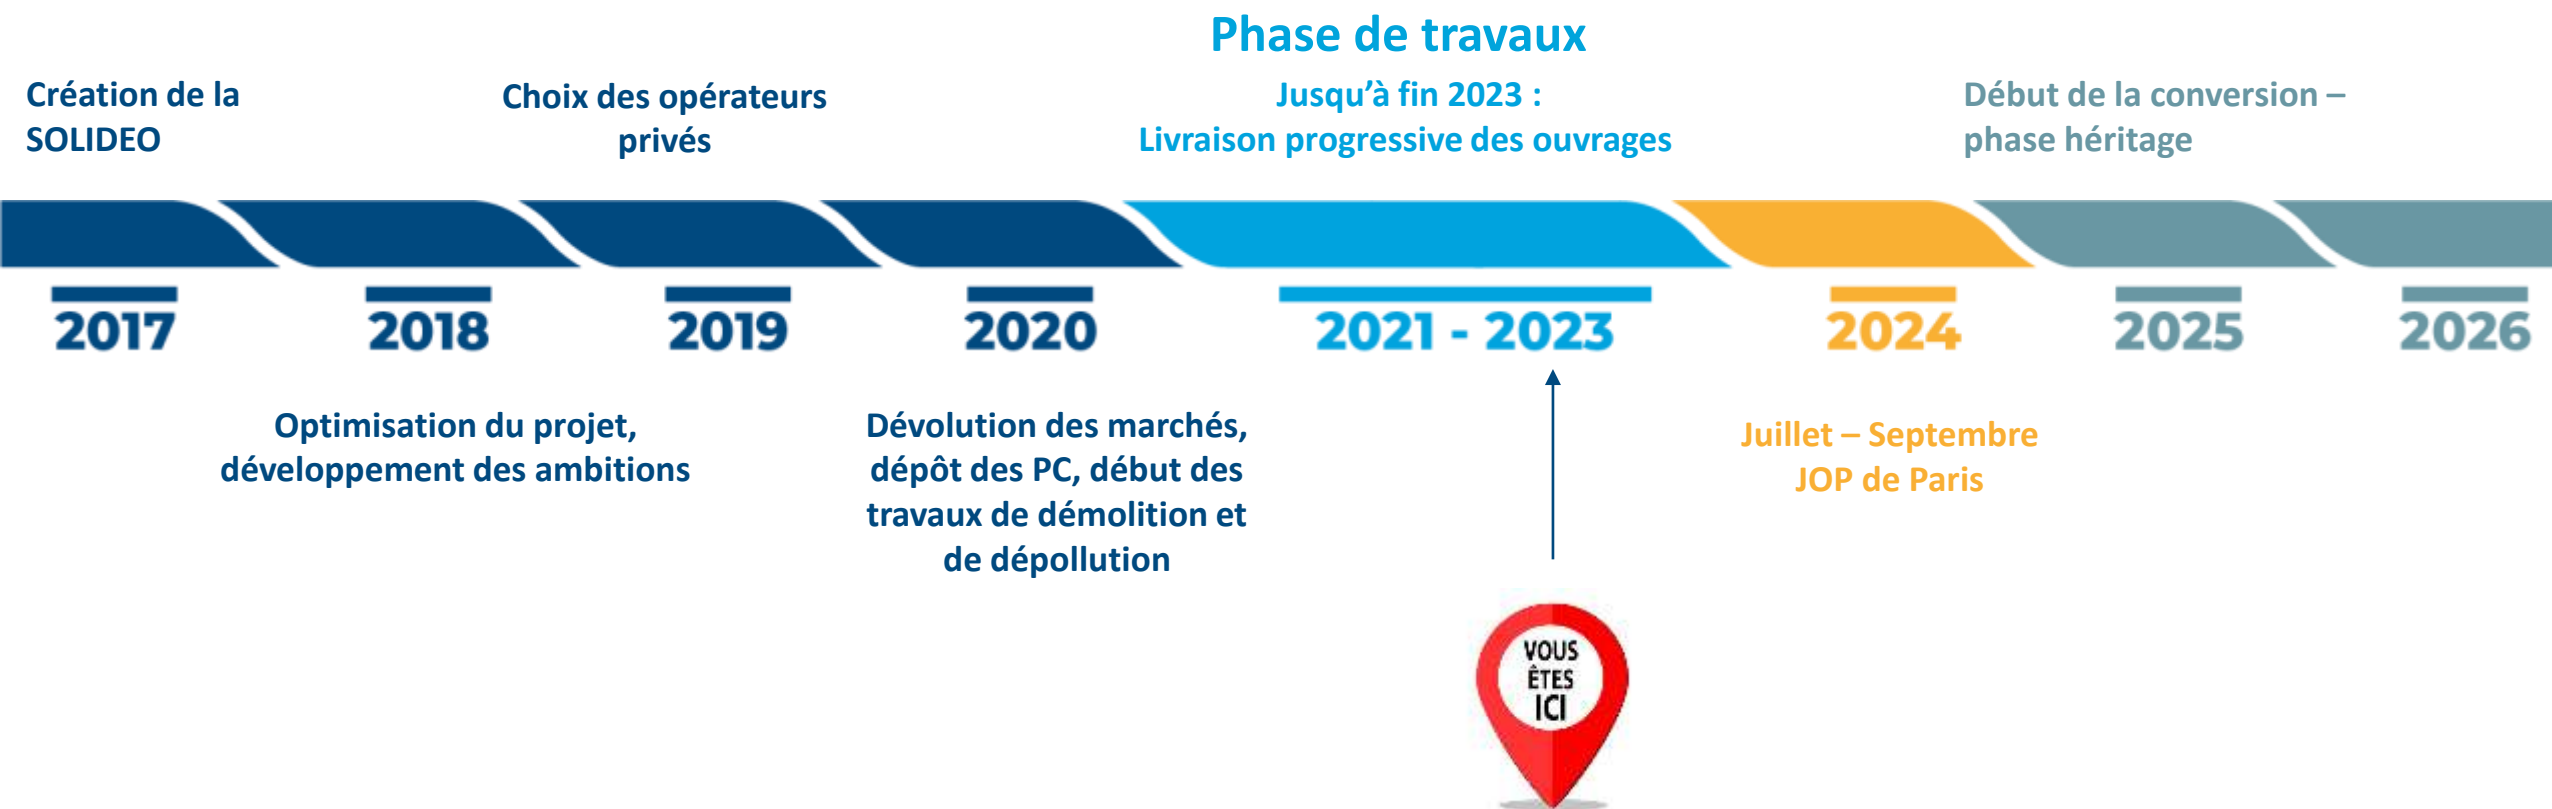 Phase de travaux
Création de la
SOLIDEO
Choix des opérateurs
privés
Jusqu’à fin 2023 :
Livraison progressive des ouvrages
Début de la conversion –
phase héritage
2017
2018
2019
2020
2021 - 2023
2024
2025
2026
Optimisation du projet,
développement des ambitions
Dévolution des marchés,
dépôt des PC, début des
travaux de démolition et
de dépollution
Juillet – Septembre
JOP de Paris
VOUS
ÊTES
ICI